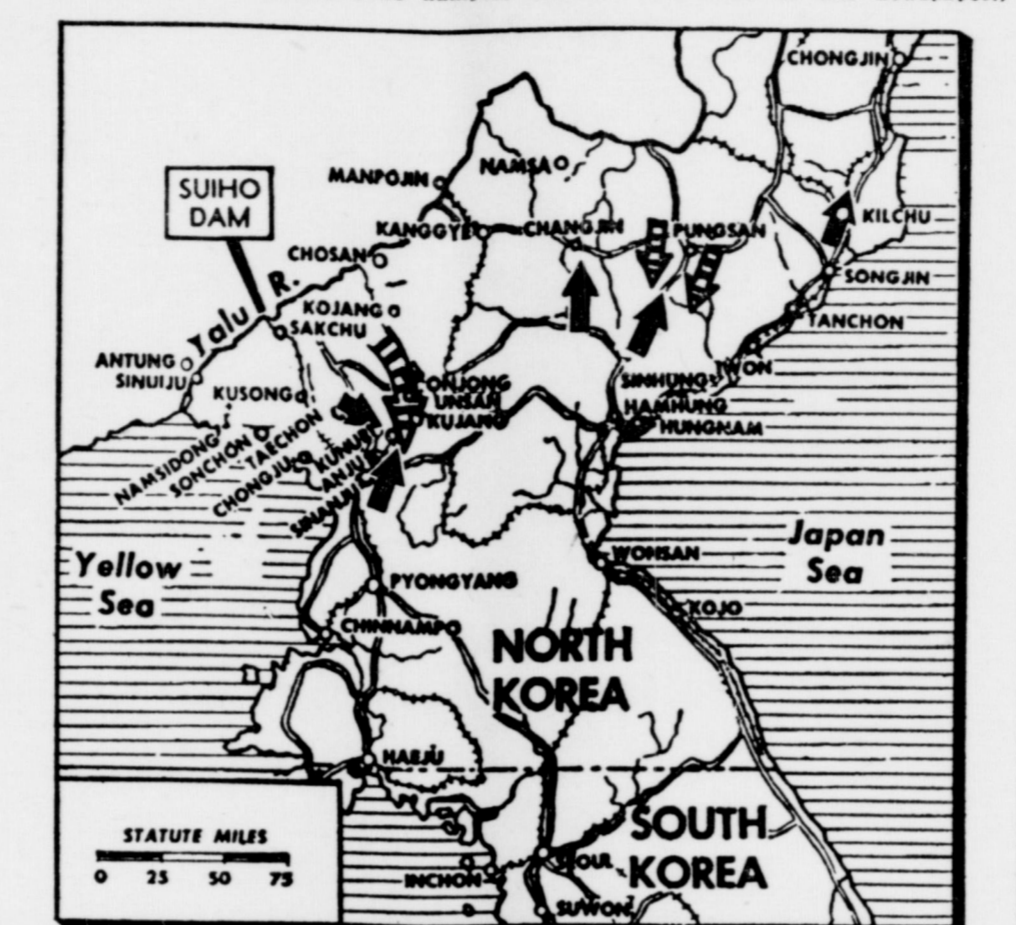 CHONGJIN
NAMSA
MANPOJIN
SUIHO
DAM
KILCHU
KANGGYE
CHANGJIN
PUNGSAN
CHOSAN
SONGJIN
Yalu R.
KOJANG
SAKCHU
TANCHON
ANTUNG
SINUIJU
IWON
KUSONG
ONJONG
UNSAN
KUJANG
SINHUNG
HAMHUNG
HUNGNAM
NAMSIDONG
SONCHON
TAECHON
CHONGJU
KUNURI
ANJU
SINANJU
Japan
Sea
WONSAN
Yellow
Sea
PYONGYANG
KOJO
CHINNAMPO
NORTH
KOREA
HAEJU
SOUTH
KOREA
STATUTE MILES
0 25 50 75
SEOUL
INCHON
SUWON